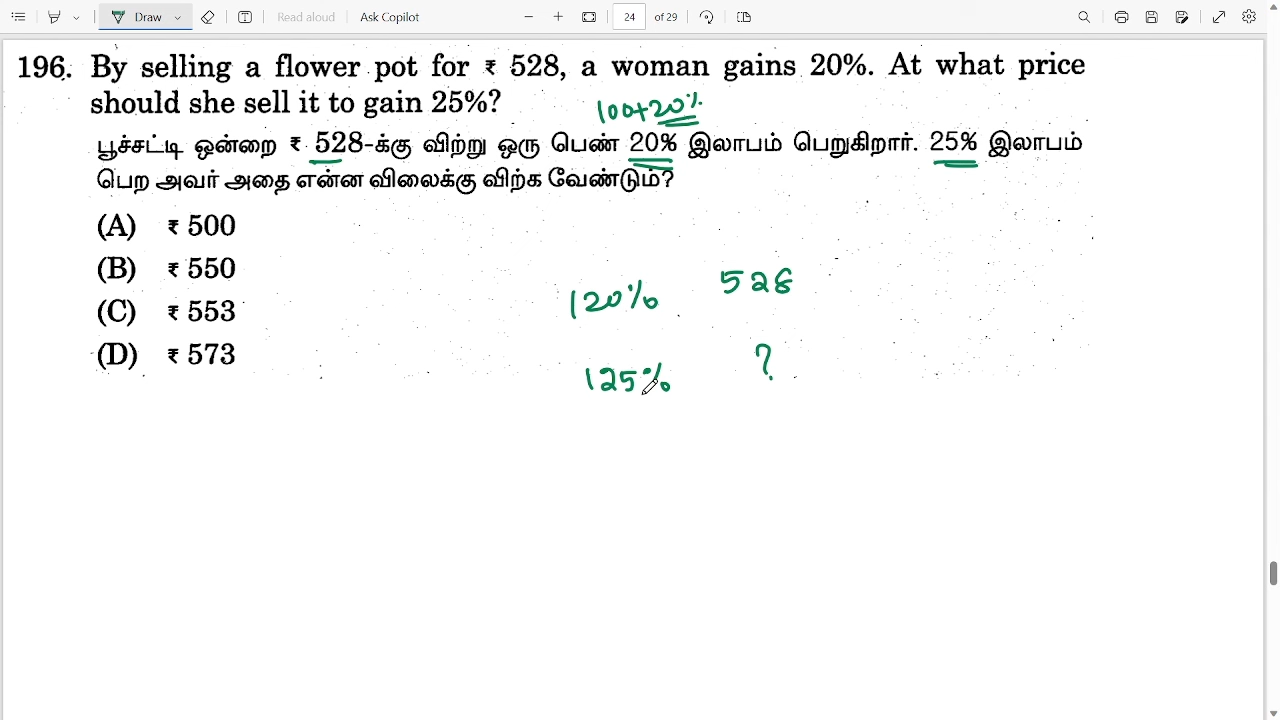 Draw Read aloud Ask Copilot 24 of 29
196. By selling a flower pot for ₹ 528, a woman gains 20%. At what price
should she sell it to gain 25%?
100+20%
பூச்சட்டி ஒன்றை ₹ 528-க்கு விற்று ஒரு பெண் 20% இலாபம் பெறுகிறார். 25% இலாபம்
பெற அவர் அதை என்ன விலைக்கு விற்க வேண்டும்?
(A) ₹ 500
(B) ₹ 550
(C) ₹ 553
(D) ₹ 573
120% 528
125% ?